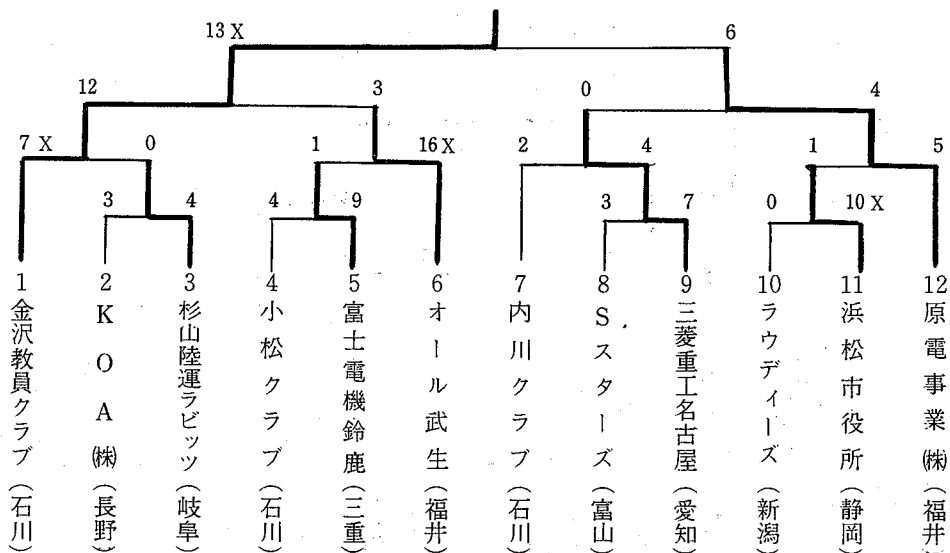 13X 6
12 3 0 4
7X 0 1 16X 2 4 1 5
3 4 4 9 3 7 0 10X
1 2 3 4 5 6 7 8 9 10 11 12
金沢教員クラブ(石川)
KOA(株)(長野)
杉山陸運ラビッツ(岐阜)
小松クラブ(石川)
富士電機鈴鹿(三重)
オール武生(福井)
内川クラブ(石川)
Sスターズ(富山)
三菱重工名古屋(愛知)
ラウディーズ(新潟)
浜松市役所(静岡)
原電事業(株)(福井)